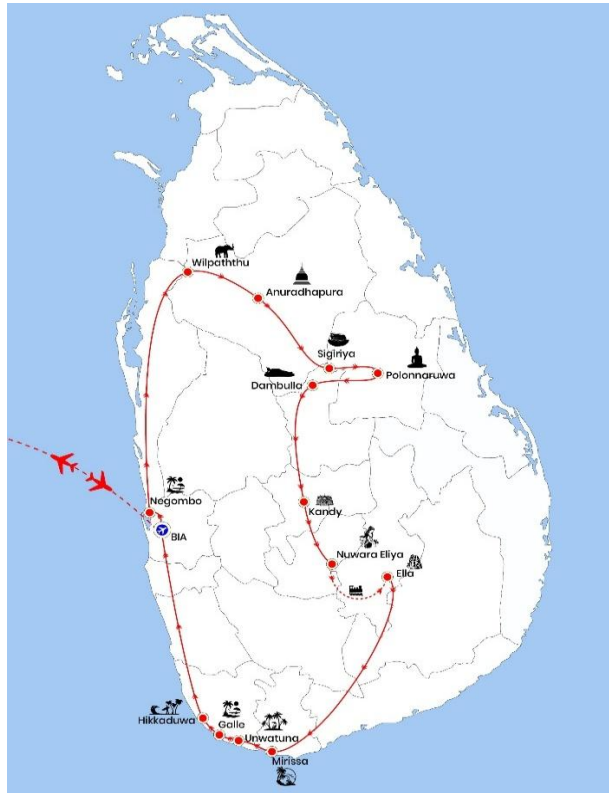 Wilpaththu
Anuradhapura
Sigiriya
Polonnaruwa
Dambulla
Negombo
BIA
Kandy
Nuwara Eliya
Ella
Hikkaduwa
Galle
Unwatuna
Mirissa